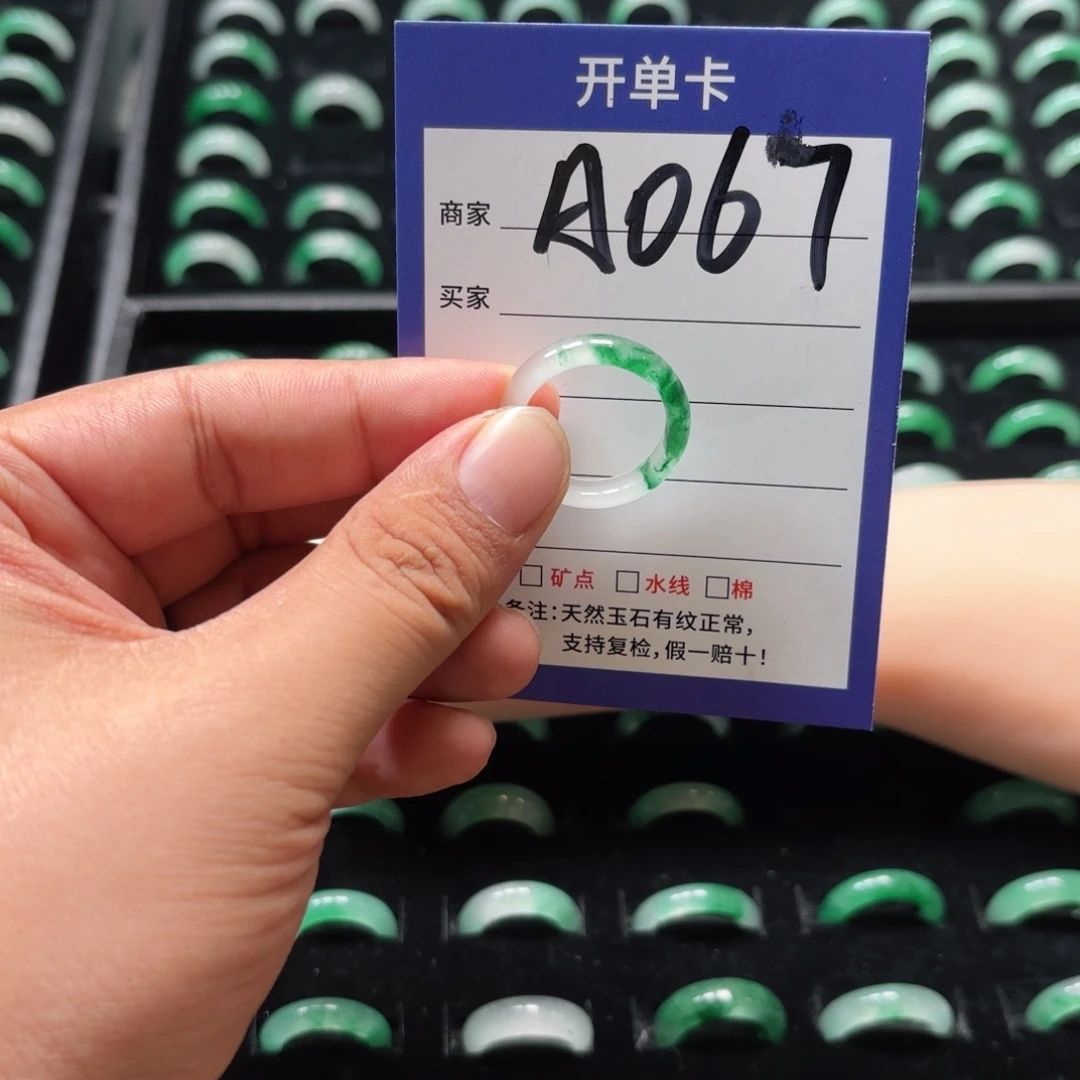 开单卡
商家 A067
买家
□矿点 □水线 □棉
备注:天然玉石有纹正常,
支持复检,假一赔十!